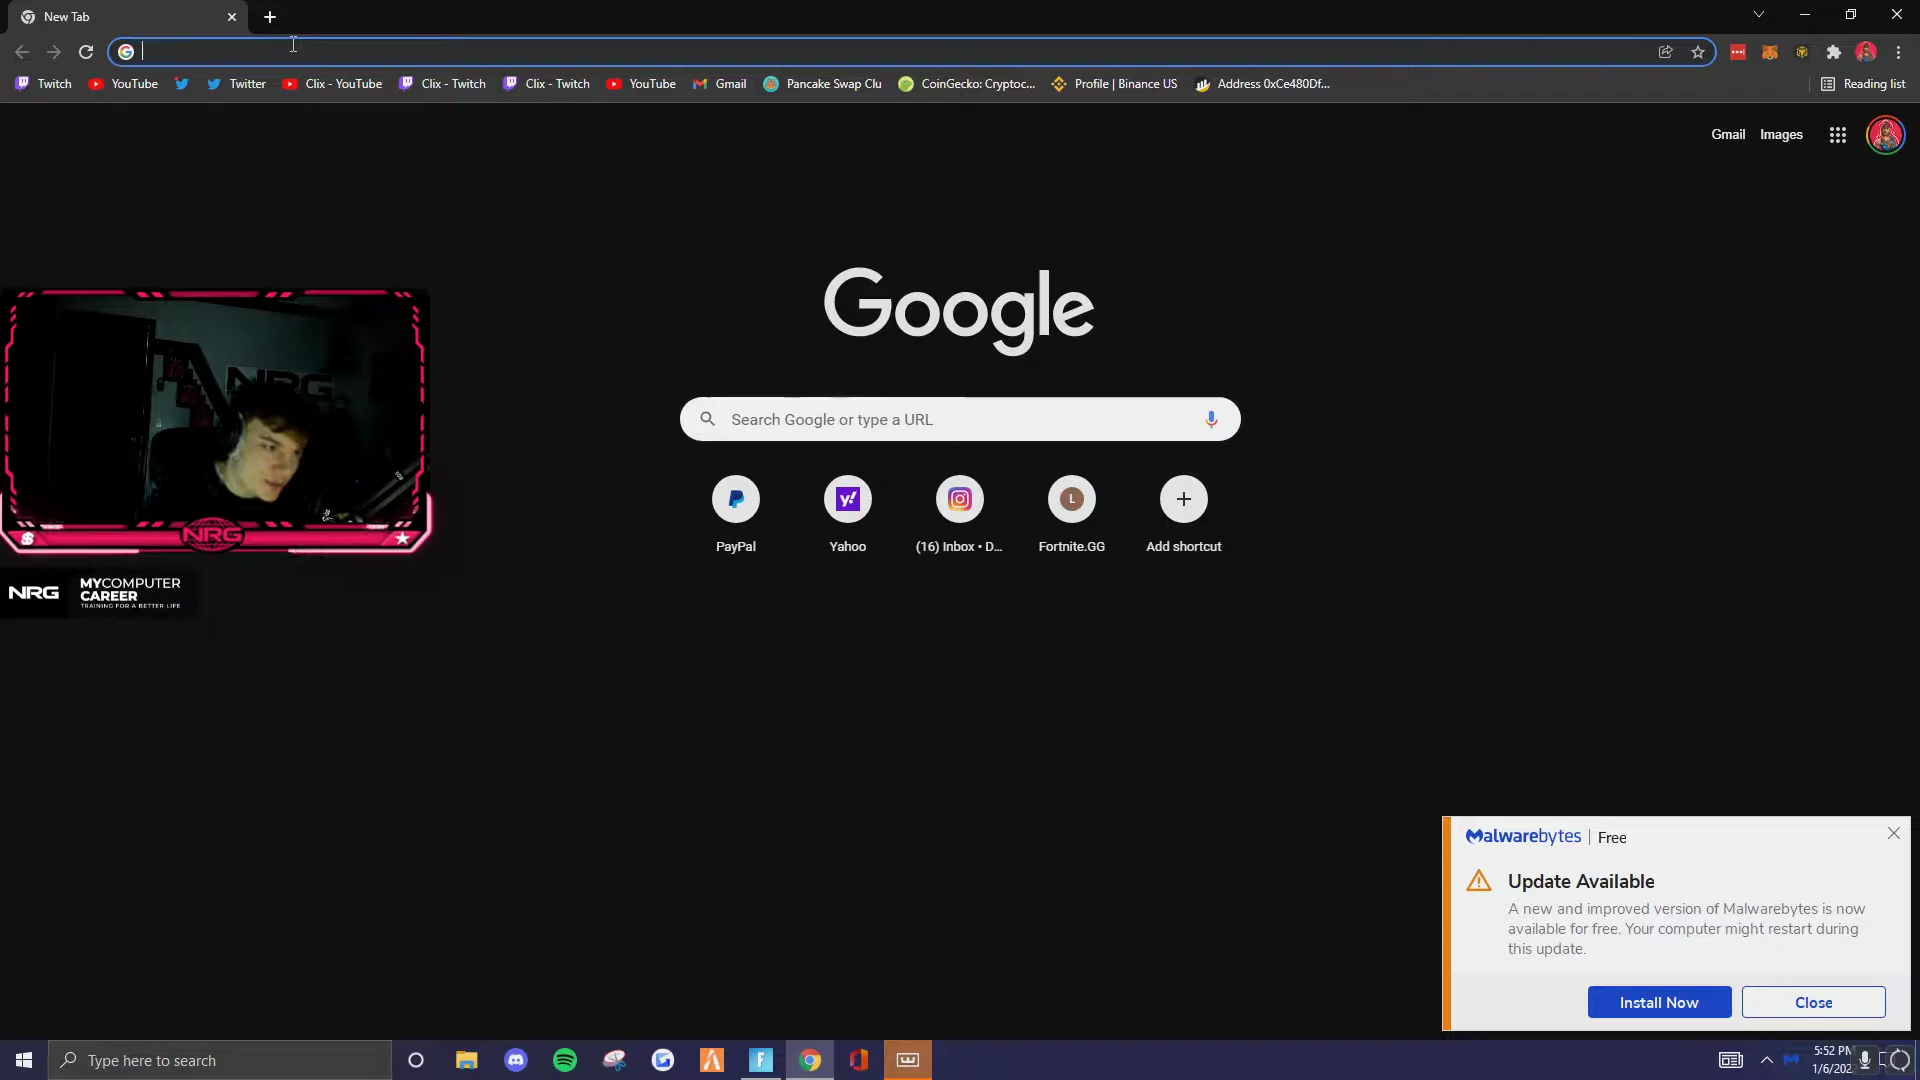 New Tab
Twitch
YouTube
Twitter
Clix - YouTube
Clix - Twitch
Clix - Twitch
YouTube
Gmail
Pancake Swap Clu
CoinGecko: Cryptoc...
Profile | Binance US
Address 0xCe480Df...
Reading list
Gmail
Images
Google
Search Google or type a URL
PayPal
Yahoo
(16) Inbox • D...
L
Fortnite.GG
Add shortcut
NRG
NRG
NRG
MYCOMPUTER
CAREER
TRAINING FOR A BETTER LIFE
Malwarebytes | Free
Update Available
A new and improved version of Malwarebytes is now
available for free. Your computer might restart during
this update.
Install Now
Close
Type here to search
5:52 PM
1/6/202